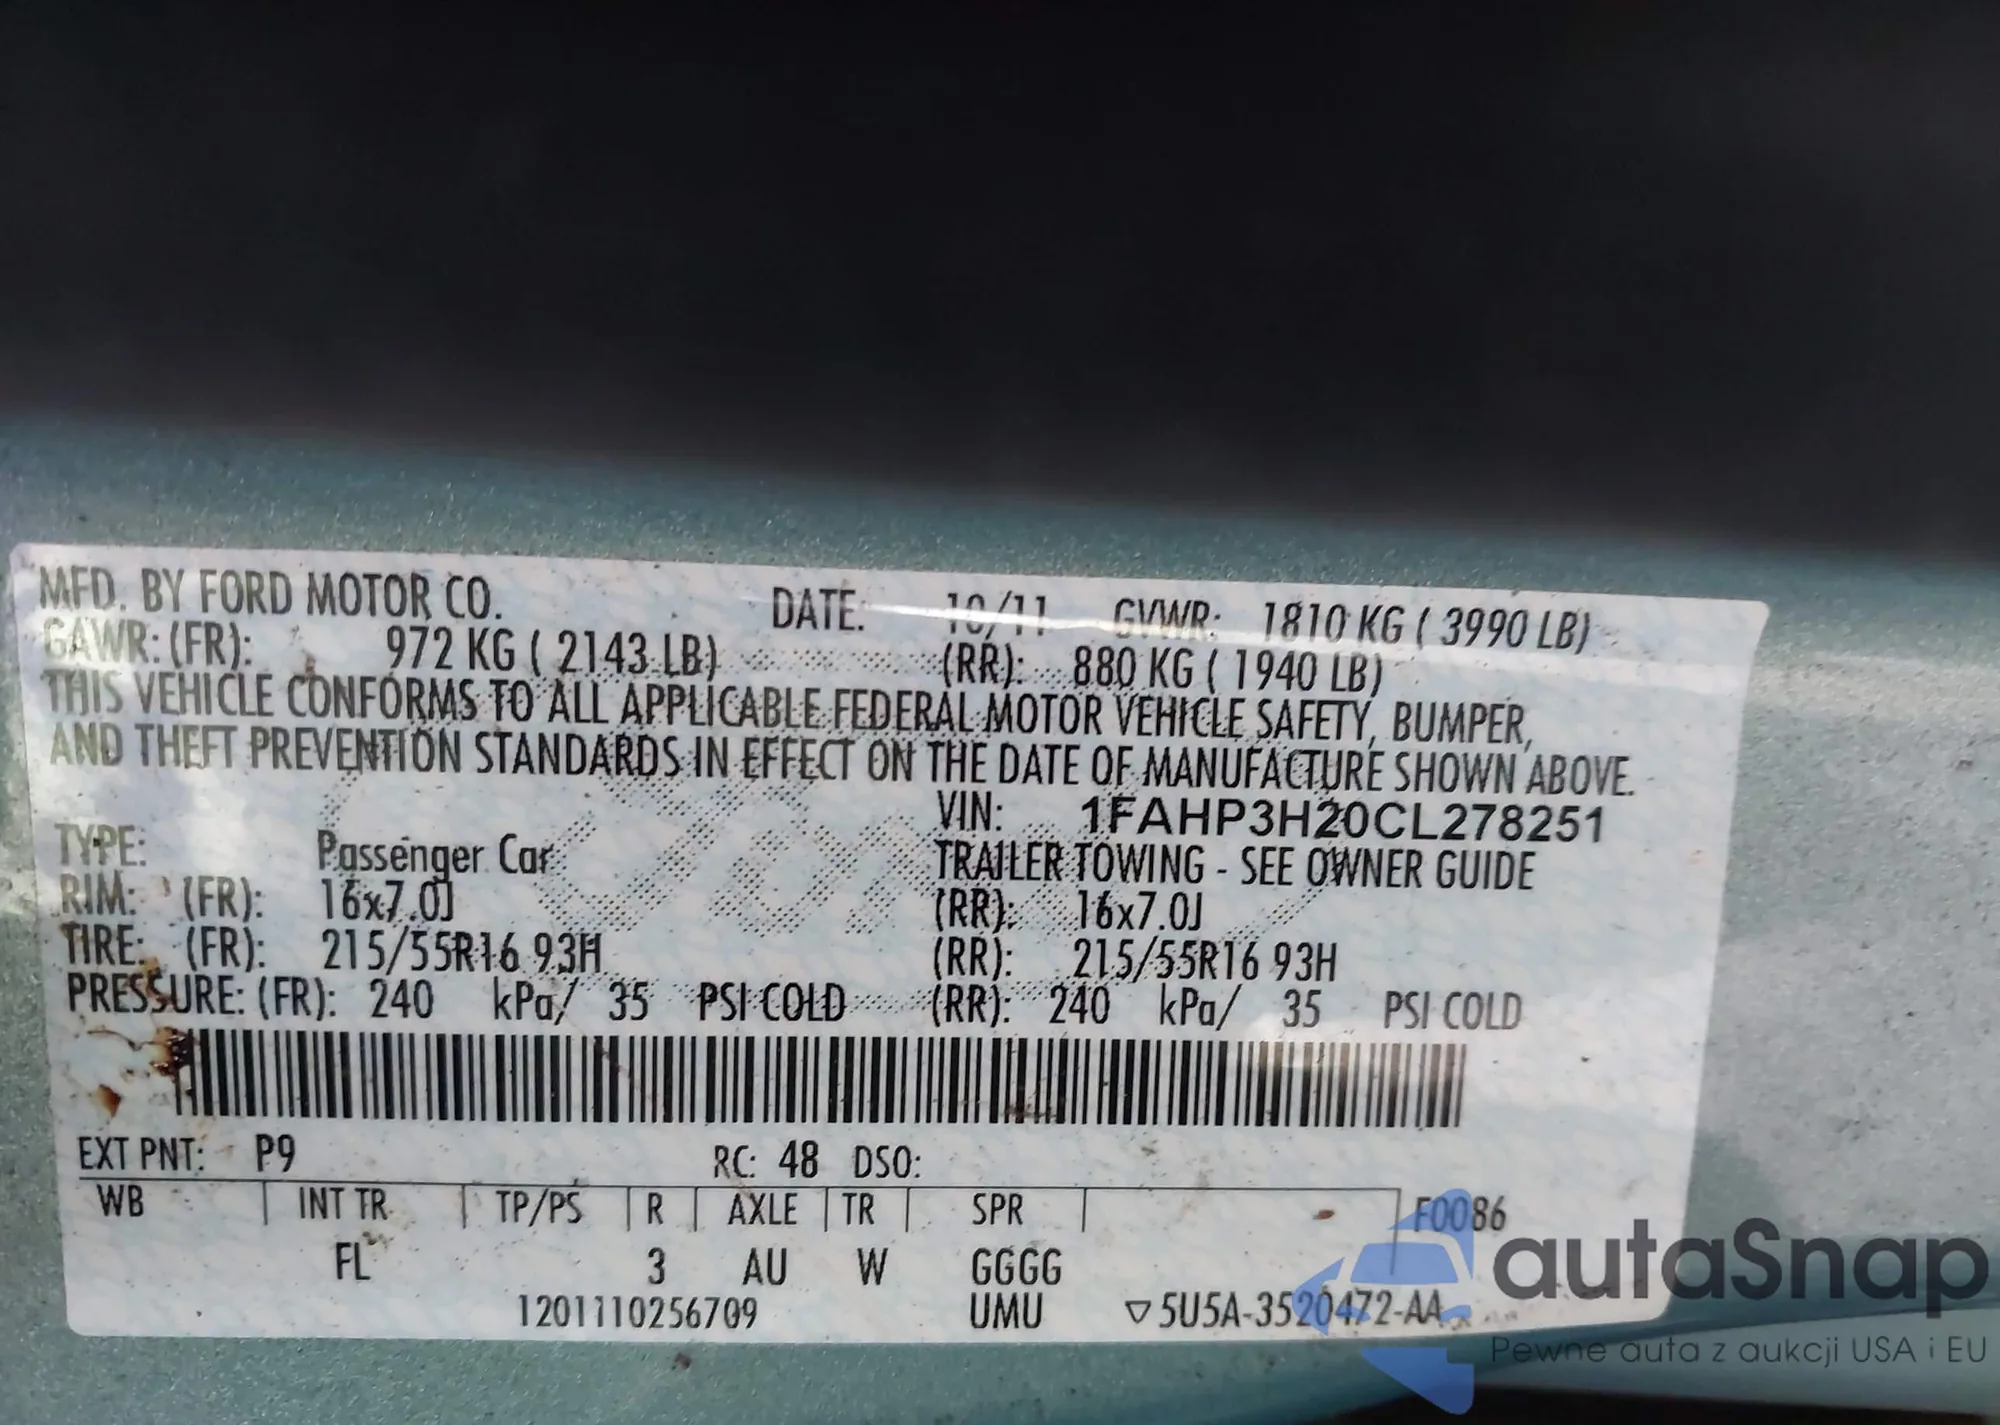 MFD. BY FORD MOTOR CO. DATE: 10/11 GVWR: 1810 KG ( 3990 LB)
GAWR: (FR): 972 KG ( 2143 LB) (RR): 880 KG ( 1940 LB)
THIS VEHICLE CONFORMS TO ALL APPLICABLE FEDERAL MOTOR VEHICLE SAFETY, BUMPER,
AND THEFT PREVENTION STANDARDS IN EFFECT ON THE DATE OF MANUFACTURE SHOWN ABOVE.
VIN: 1FAHP3H20CL278251
TYPE: Passenger Car TRAILER TOWING - SEE OWNER GUIDE
RIM: (FR): 16x7.0J (RR): 16x7.0J
TIRE: (FR): 215/55R16 93H (RR): 215/55R16 93H
PRESSURE: (FR): 240 kPa/ 35 PSI COLD (RR): 240 kPa/ 35 PSI COLD
EXT PNT: P9 RC: 48 DSO:
WB INT TR TP/PS R AXLE TR SPR F0086
FL 3 AU W GGGG
1201110256709 UMU ▽5U5A-3520472-AA
autaSnap
Pewne auta z aukcji USA i EU